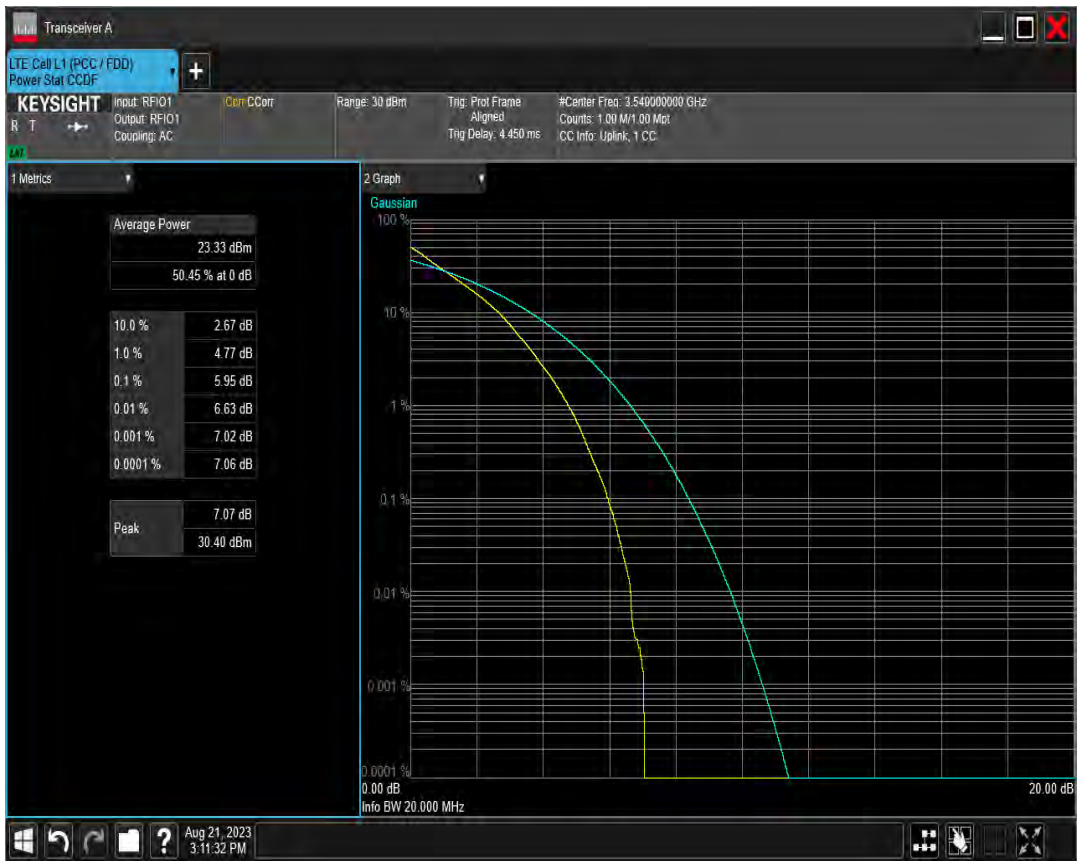 Transceiver A
LTE Cell L1 (PCC / FDD)
Power Stat CCDF
+
KEYSIGHT
R T
LXI
Input: RFIO1
Output: RFIO1
Coupling: AC
Corr CCorr
Range: 30 dBm
Trig: Prot Frame
Aligned
Trig Delay: 4.450 ms
#Center Freq: 3.549000000 GHz
Counts: 1.00 M/1.00 Mpt
CC Info: Uplink, 1 CC
1 Metrics
Average Power
23.33 dBm
50.45 % at 0 dB
10.0 % 2.67 dB
1.0 % 4.77 dB
0.1 % 5.95 dB
0.01 % 6.63 dB
0.001 % 7.02 dB
0.0001 % 7.06 dB
Peak
7.07 dB
30.40 dBm
2 Graph
Gaussian
100 %
10 %
1 %
0.1 %
0.01 %
0.001 %
0.0001 %
0.00 dB
20.00 dB
Info BW 20.000 MHz
?
Aug 21, 2023
3:11:32 PM